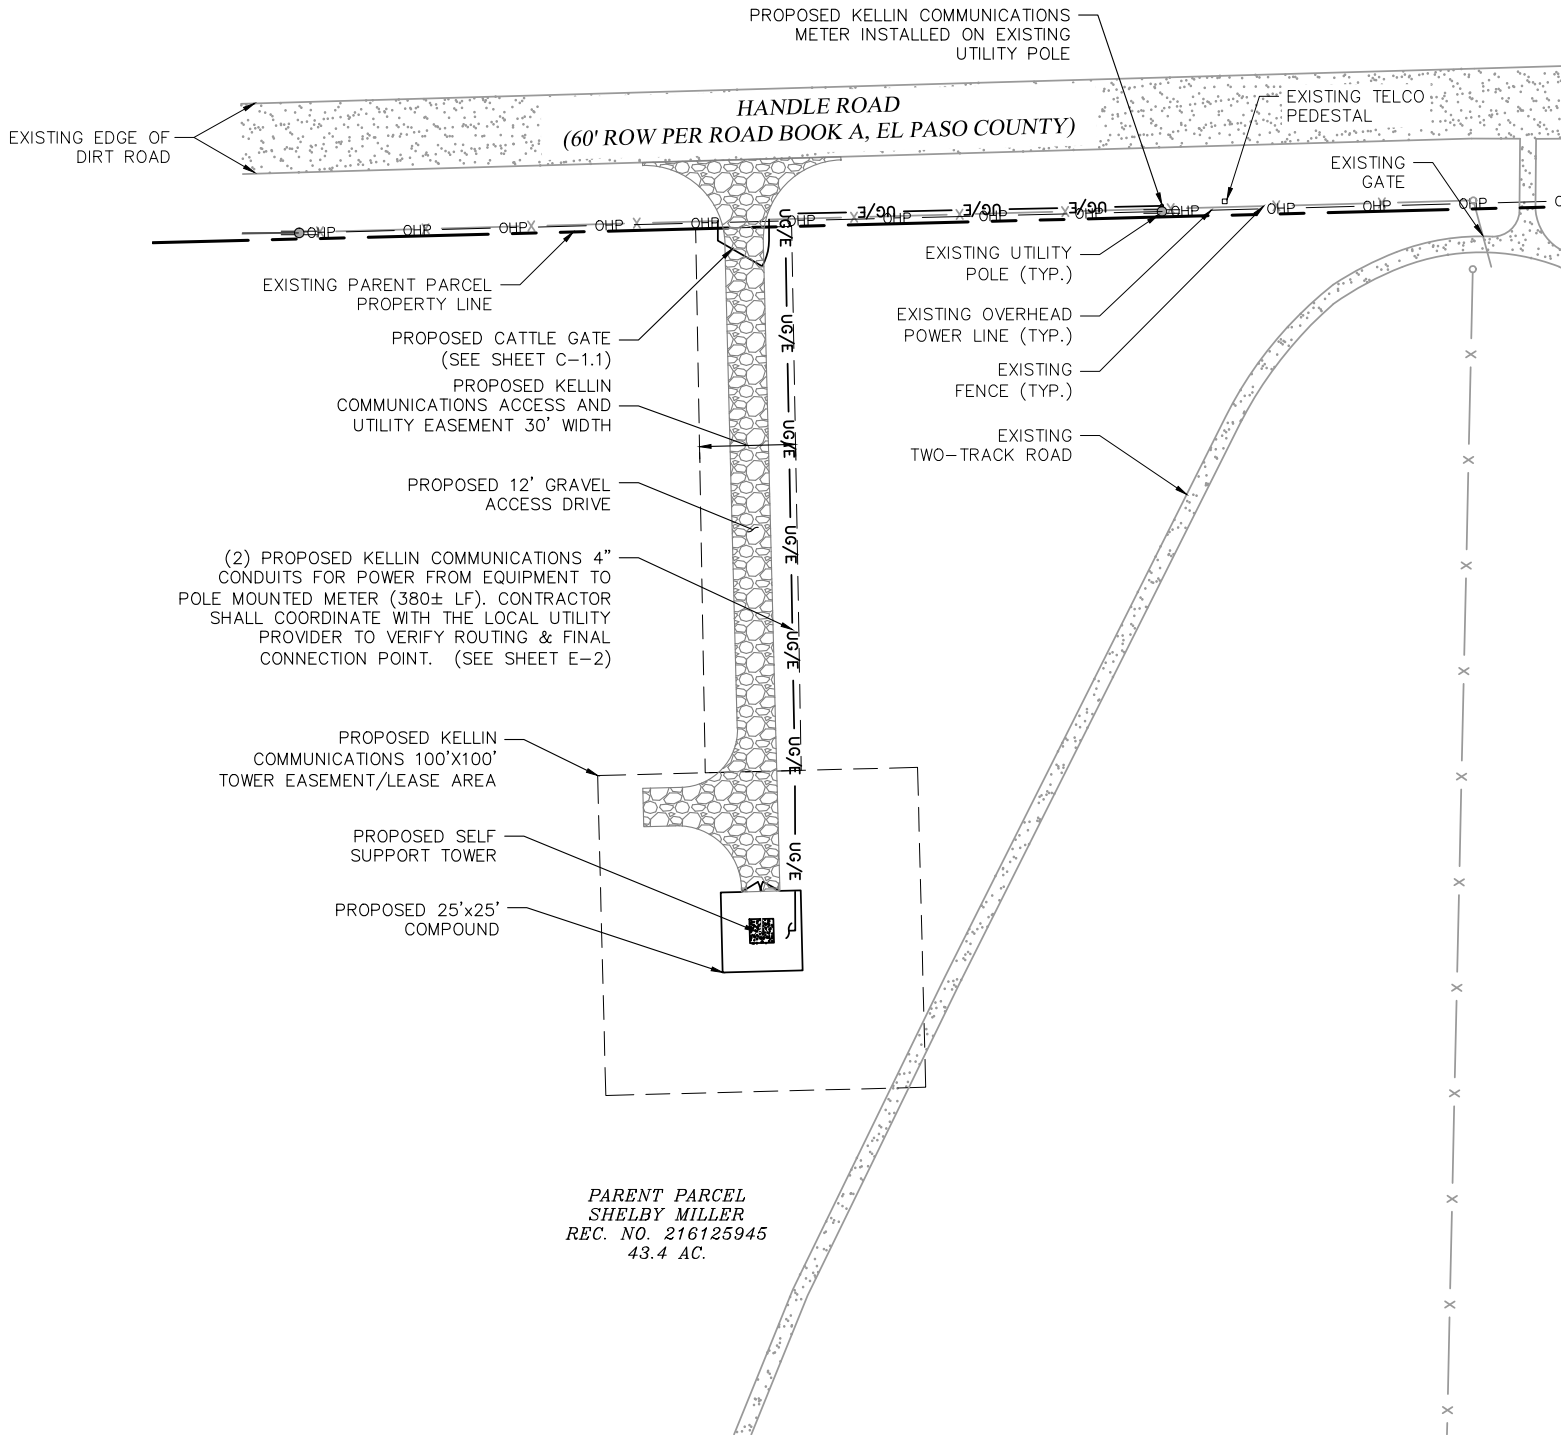 PROPOSED KELLIN COMMUNICATIONS
METER INSTALLED ON EXISTING
UTILITY POLE
HANDLE ROAD
(60' ROW PER ROAD BOOK A, EL PASO COUNTY)
EXISTING TELCO
PEDESTAL
EXISTING EDGE OF
DIRT ROAD
EXISTING
GATE
OHP
OHP
OHP
OHP
OHP
OHP
OHP
OHP
OHP
OHP
OHP
OHP
OHP
X
X
X
X
X
UG/E
UG/E
UG/E
UG/E
EXISTING PARENT PARCEL
PROPERTY LINE
EXISTING UTILITY
POLE (TYP.)
PROPOSED CATTLE GATE
(SEE SHEET C-1.1)
EXISTING OVERHEAD
POWER LINE (TYP.)
UG/E
PROPOSED KELLIN
COMMUNICATIONS ACCESS AND
UTILITY EASEMENT 30' WIDTH
EXISTING
FENCE (TYP.)
X
UG/E
EXISTING
TWO-TRACK ROAD
X
PROPOSED 12' GRAVEL
ACCESS DRIVE
UG/E
X
(2) PROPOSED KELLIN COMMUNICATIONS 4"
CONDUITS FOR POWER FROM EQUIPMENT TO
POLE MOUNTED METER (380± LF). CONTRACTOR
SHALL COORDINATE WITH THE LOCAL UTILITY
PROVIDER TO VERIFY ROUTING & FINAL
CONNECTION POINT. (SEE SHEET E-2)
UG/E
X
PROPOSED KELLIN
COMMUNICATIONS 100'X100'
TOWER EASEMENT/LEASE AREA
UG/E
X
PROPOSED SELF
SUPPORT TOWER
UG/E
X
PROPOSED 25'x25'
COMPOUND
X
X
X
PARENT PARCEL
SHELBY MILLER
REC. NO. 216125945
43.4 AC.
X
X